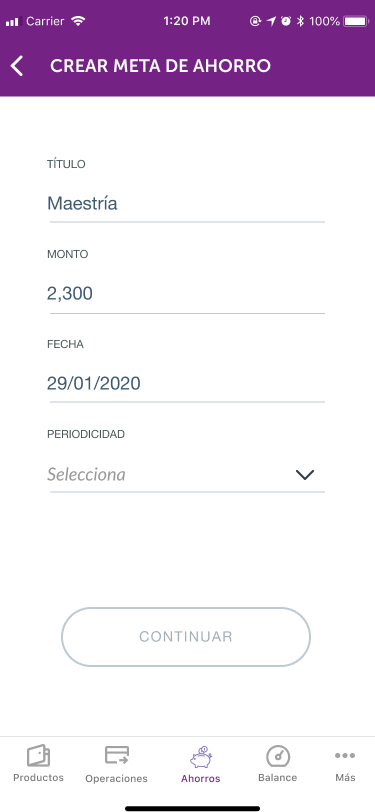 Carrier 1:20 PM 100%
CREAR META DE AHORRO
TÍTULO
Maestría
MONTO
2,300
FECHA
29/01/2020
PERIODICIDAD
Selecciona
CONTINUAR
Productos Operaciones Ahorros Balance Más